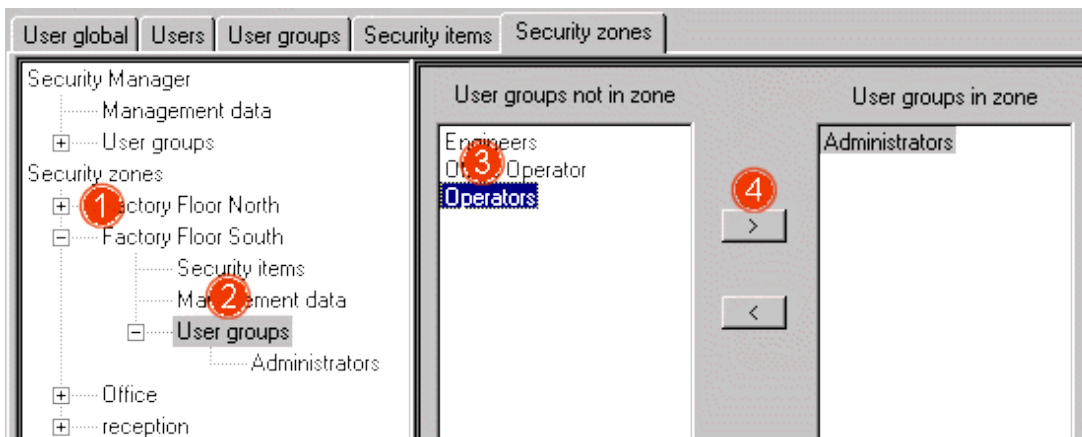 User global Users User groups Security items Security zones
Security Manager
Management data
User groups
Security zones
1 actory Floor North
Factory Floor South
Security items
2 ement data
User groups
Administrators
Office
reception
User groups not in zone
Engineers
3 Operator
Operators
4
>
<
User groups in zone
Administrators